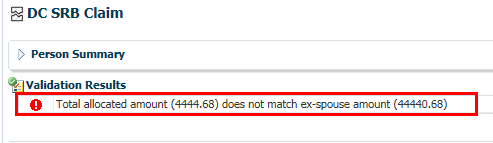 DC SRB Claim
Person Summary
Validation Results
Total allocated amount (4444.68) does not match ex-spouse amount (44440.68)